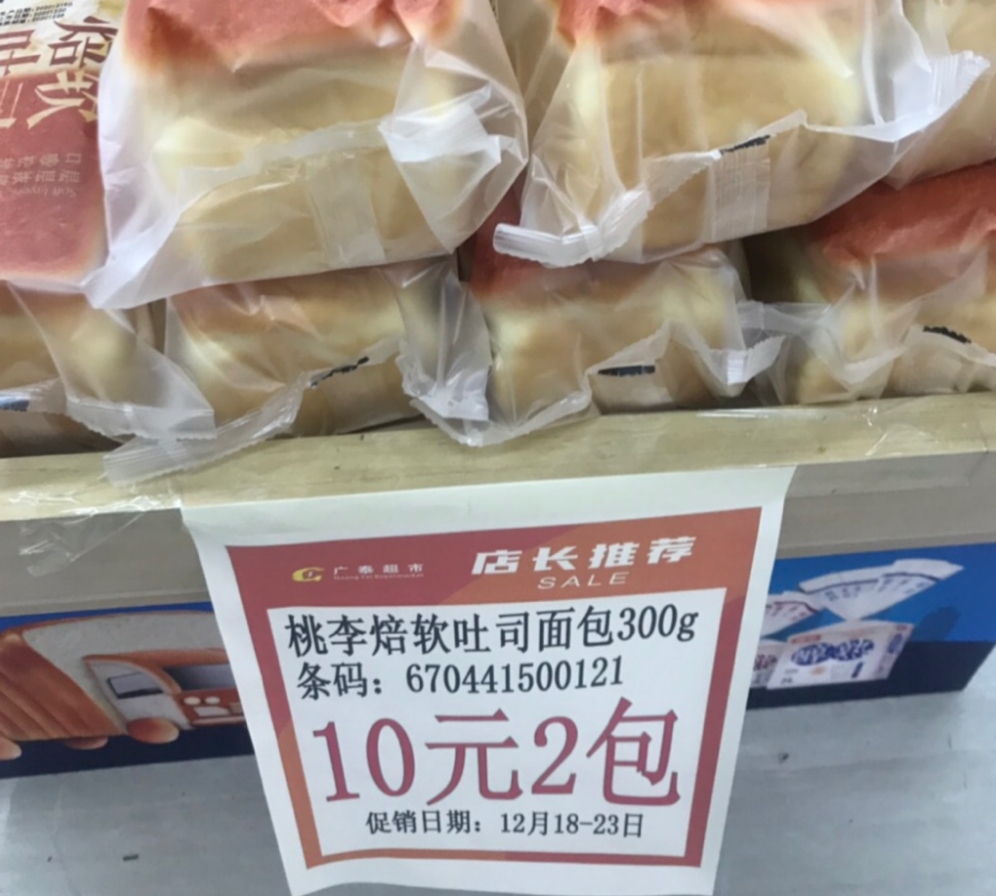 倍软
广泰超市
店长推荐
SALE
桃李焙软吐司面包300g
条码：670441500121
10元2包
促销日期：12月18-23日